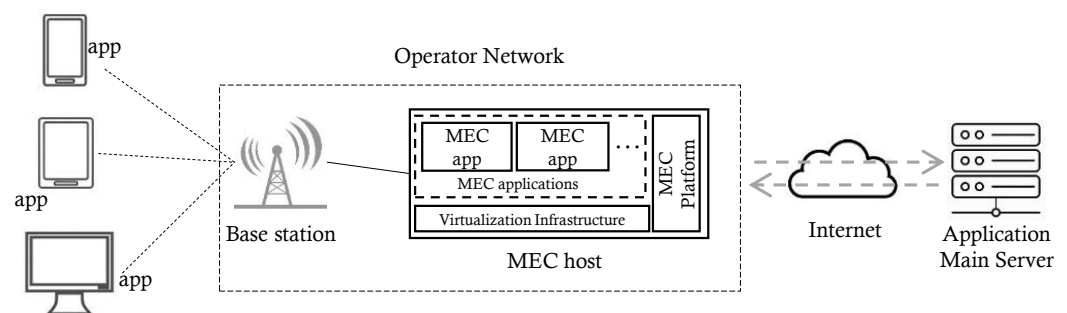 app
app
app
Operator Network
Base station
MEC
app
MEC
app
...
MEC applications
Virtualization Infrastructure
MEC
Platform
MEC host
Internet
Application
Main Server